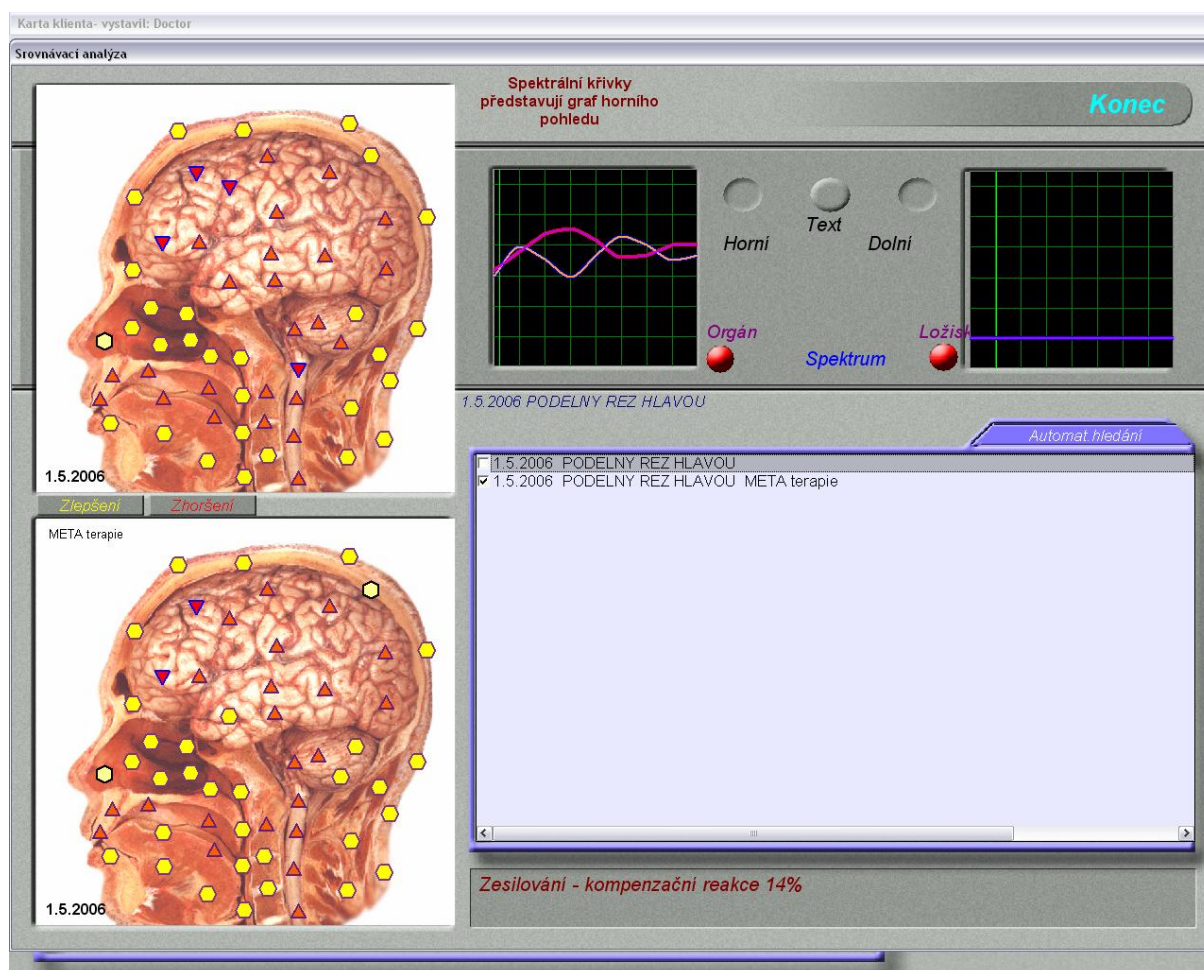 Karta klienta- vystavil: Doctor
Srovnávací analýza
Spektrální křivky
představují graf horního
pohledu
Konec
Horní
Text
Dolní
Orgán
Spektrum
Ložisk
1.5.2006 PODELNY REZ HLAVOU
Automat.hledání
1.5.2006 PODELNY REZ HLAVOU
1.5.2006 PODELNY REZ HLAVOU META terapie
1.5.2006
Zlepšení
Zhoršení
META terapie
1.5.2006
Zesilování - kompenzační reakce 14%